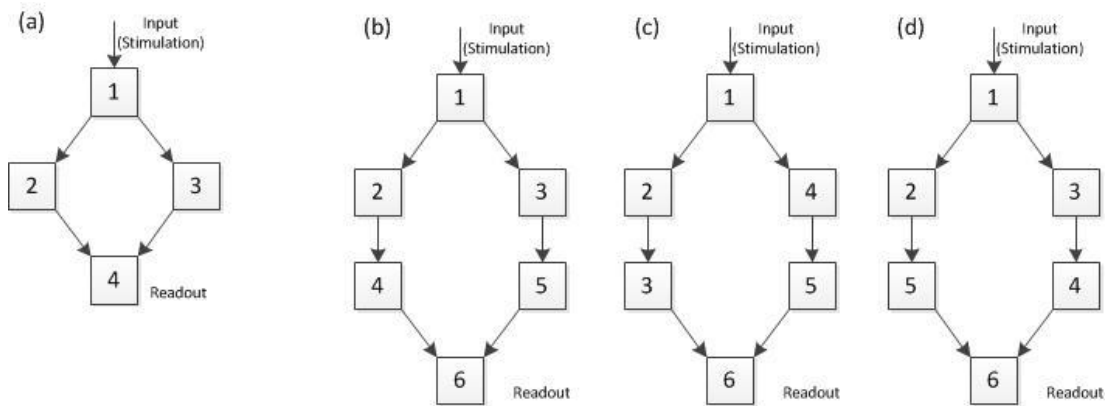 (a)
Input
(Stimulation)
1
2
3
4
Readout
(b)
Input
(Stimulation)
1
2
3
4
5
6
Readout
(c)
Input
(Stimulation)
1
2
4
3
5
6
Readout
(d)
Input
(Stimulation)
1
2
3
5
4
6
Readout